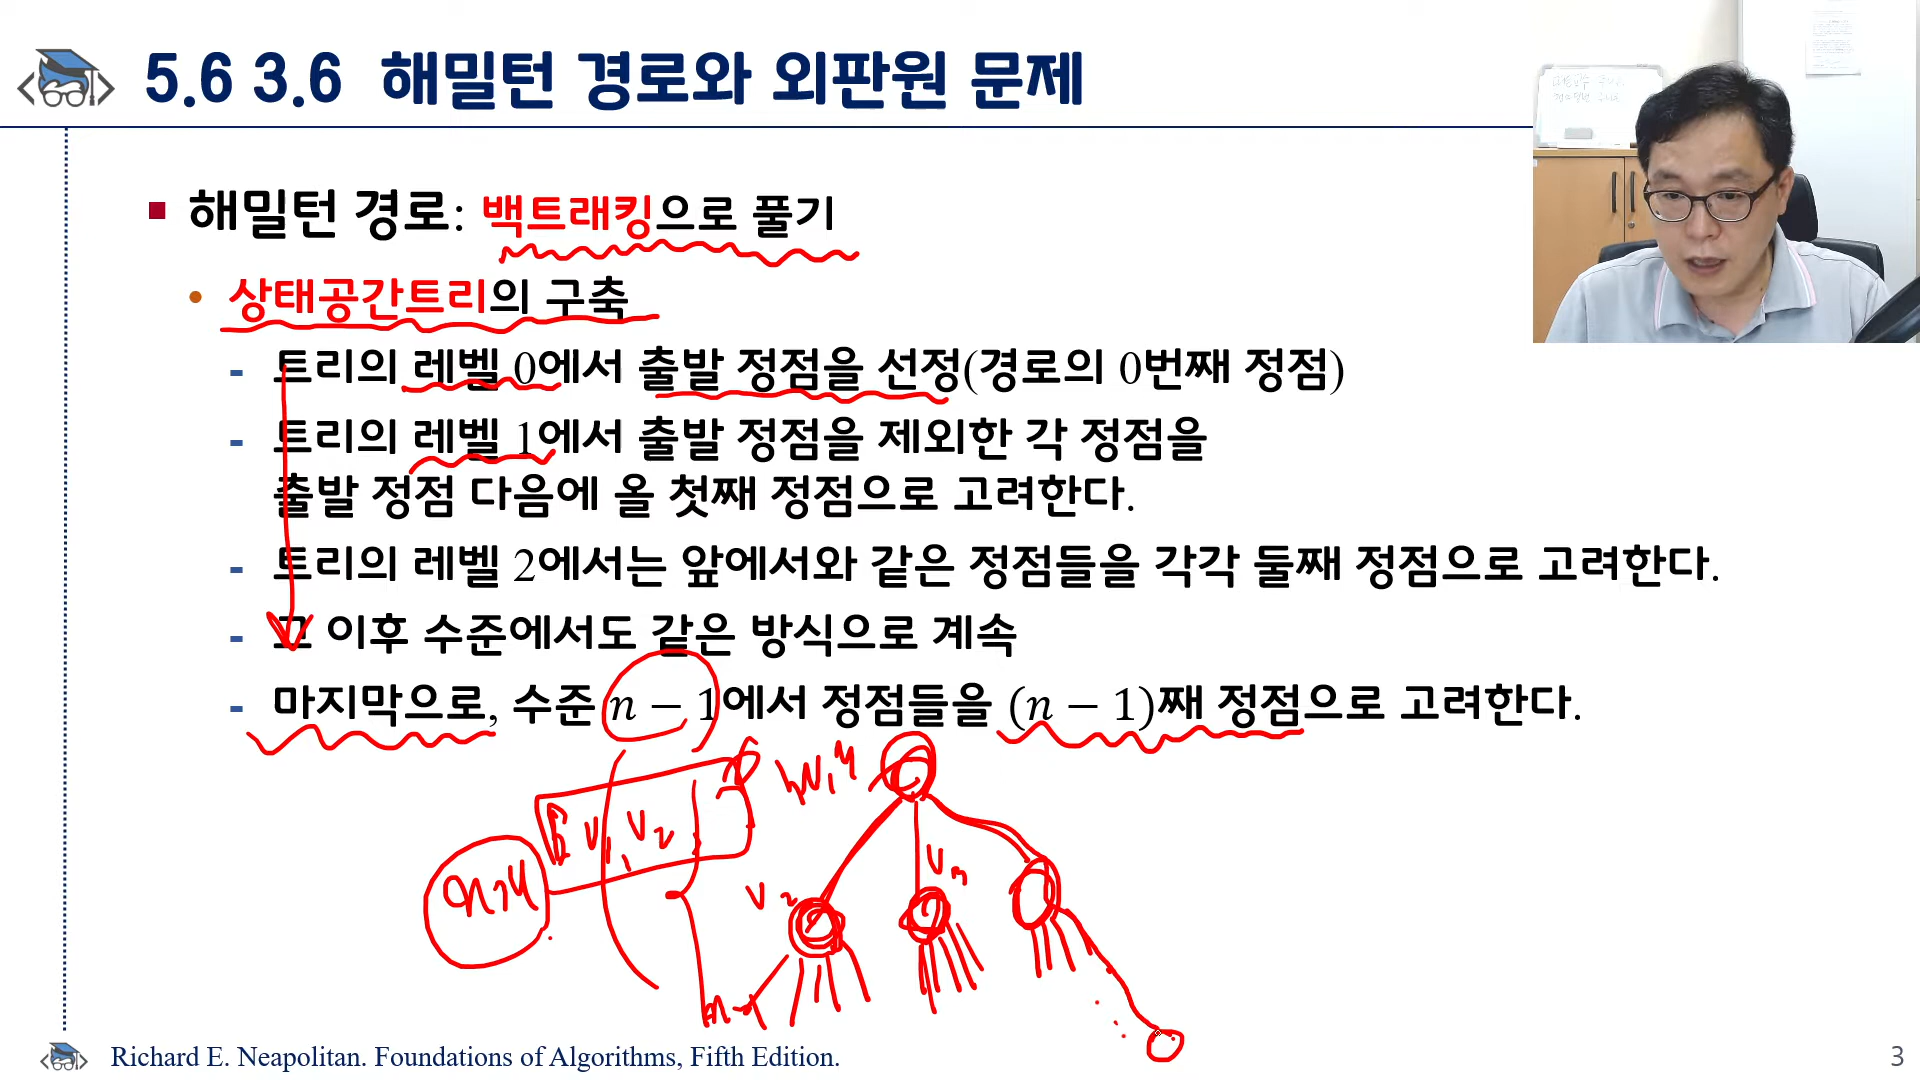 5.6 3.6 해밀턴 경로와 외판원 문제
해밀턴 경로: 백트래킹으로 풀기
상태공간트리의 구축
- 트리의 레벨 0에서 출발 정점을 선정(경로의 0번째 정점)
- 트리의 레벨 1에서 출발 정점을 제외한 각 정점을
출발 정점 다음에 올 첫째 정점으로 고려한다.
- 트리의 레벨 2에서는 앞에서와 같은 정점들을 각각 둘째 정점으로 고려한다.
- 그 이후 수준에서도 같은 방식으로 계속
- 마지막으로, 수준 n − 1에서 정점들을 (n − 1)째 정점으로 고려한다.
V1, V2
V2
n-1
Richard E. Neapolitan. Foundations of Algorithms, Fifth Edition.
3